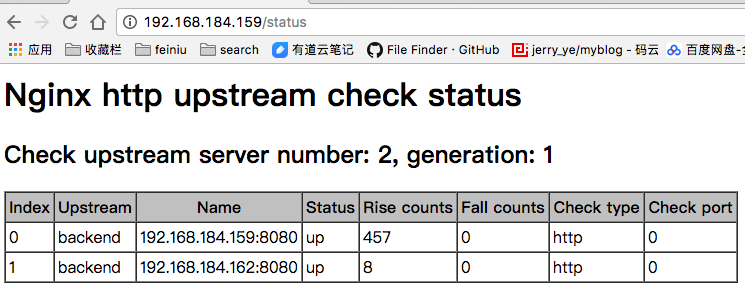 192.168.184.159/status
应用 收藏栏 feiniu search 有道云笔记 File Finder · GitHub jerry_ye/myblog - 码云 百度网盘-
Nginx http upstream check status
Check upstream server number: 2, generation: 1
Index Upstream Name Status Rise counts Fall counts Check type Check port
0 backend 192.168.184.159:8080 up 457 0 http 0
1 backend 192.168.184.162:8080 up 8 0 http 0